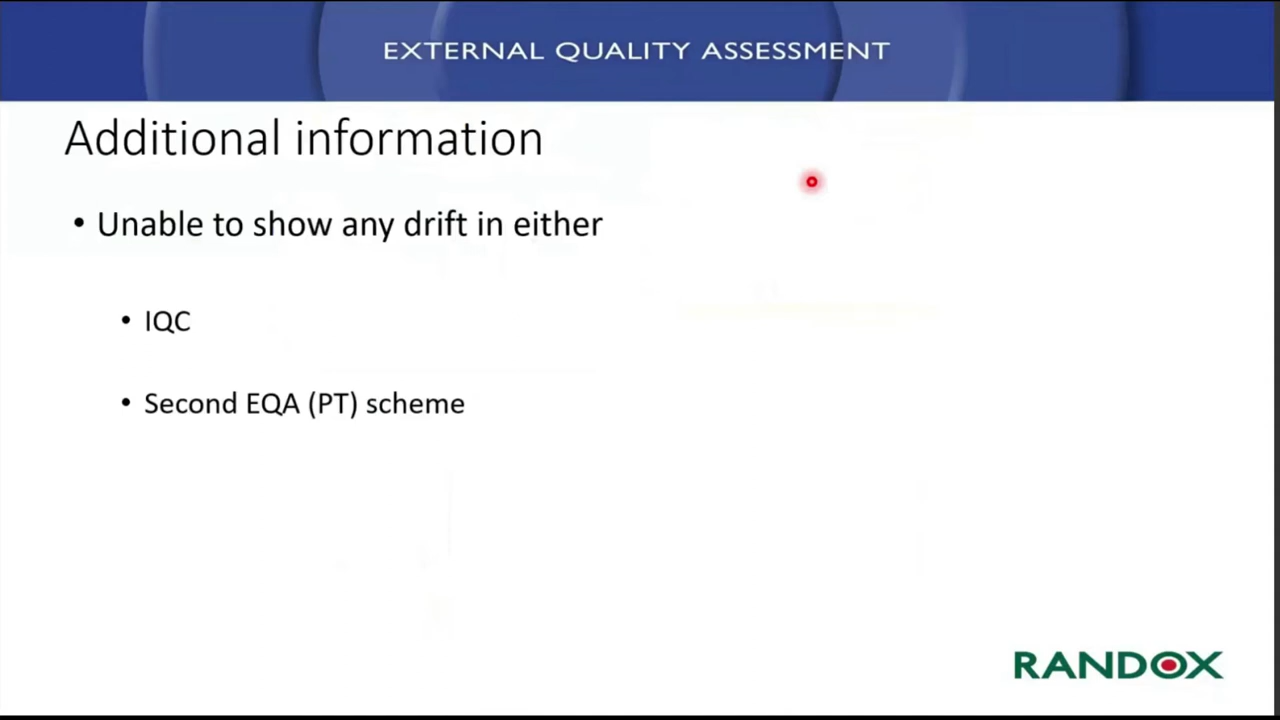 EXTERNAL QUALITY ASSESSMENT
Additional information
• Unable to show any drift in either
• IQC
• Second EQA (PT) scheme
RANDOX